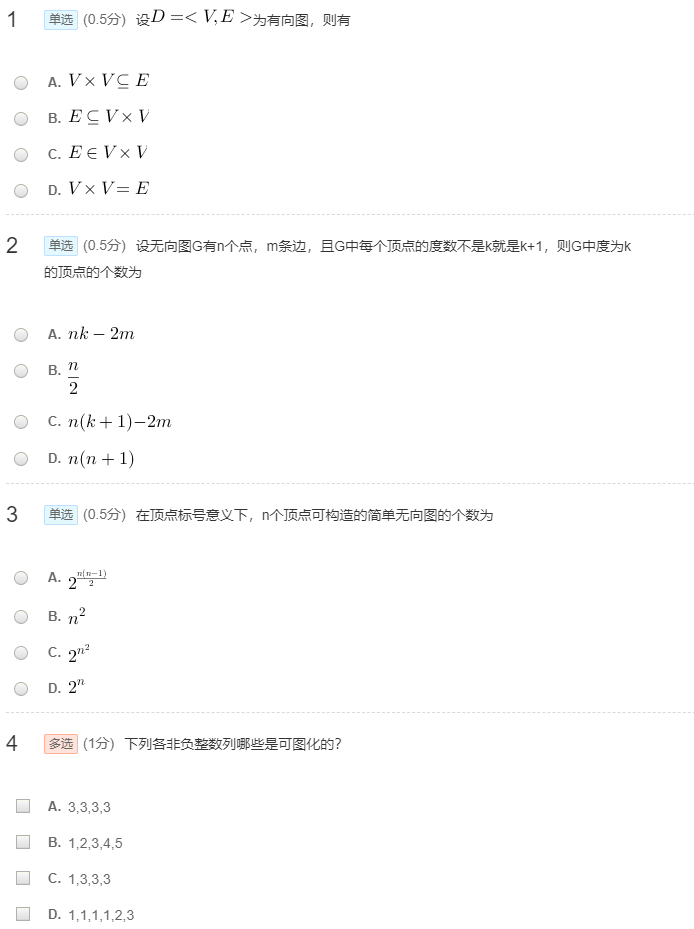 1 单选 (0.5分) 设D =< V, E >为有向图，则有
A. V × V ⊆ E
B. E ⊆ V × V
C. E ∈ V × V
D. V × V = E
2 单选 (0.5分) 设无向图G有n个点，m条边，且G中每个顶点的度数不是k就是k+1，则G中度为k
的顶点的个数为
A. nk − 2m
B. n/2
C. n(k + 1)−2m
D. n(n + 1)
3 单选 (0.5分) 在顶点标号意义下，n个顶点可构造的简单无向图的个数为
A. 2^{n(n−1)/2}
B. n^2
C. 2^{n^2}
D. 2^n
4 多选 (1分) 下列各非负整数列哪些是可图化的?
A. 3,3,3,3
B. 1,2,3,4,5
C. 1,3,3,3
D. 1,1,1,1,2,3